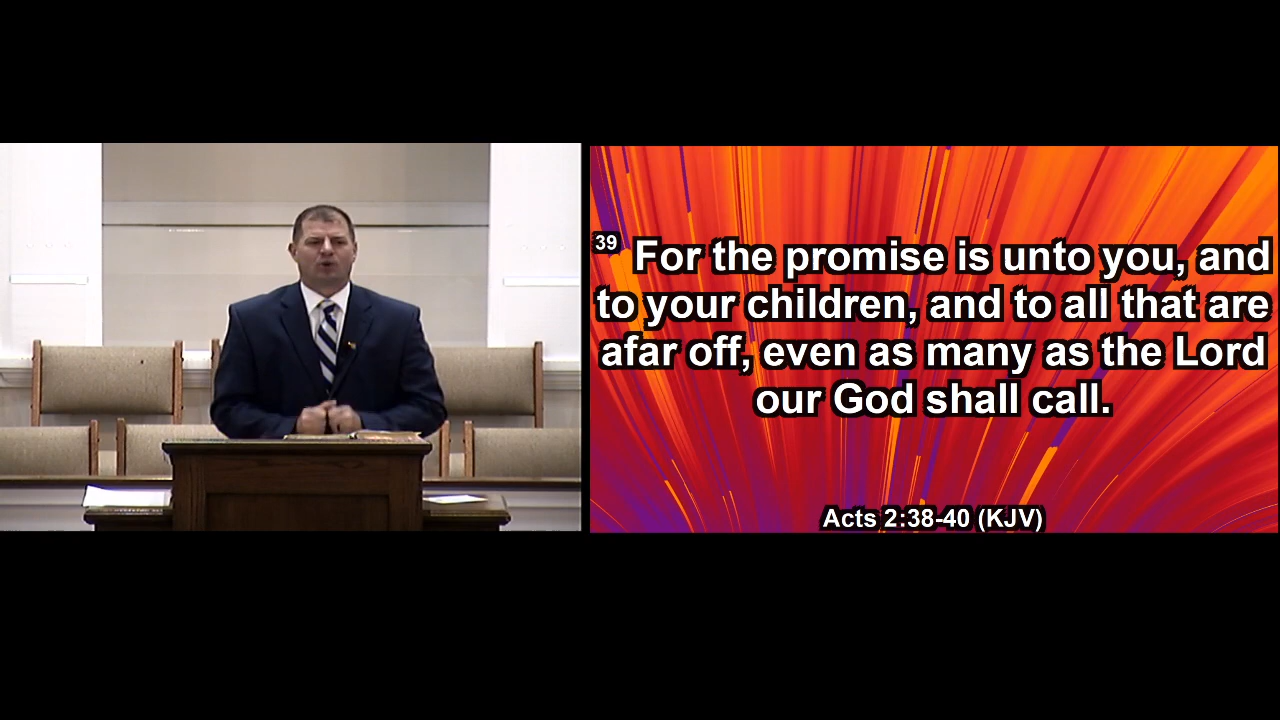 39 For the promise is unto you, and
to your children, and to all that are
afar off, even as many as the Lord
our God shall call.
Acts 2:38-40 (KJV)